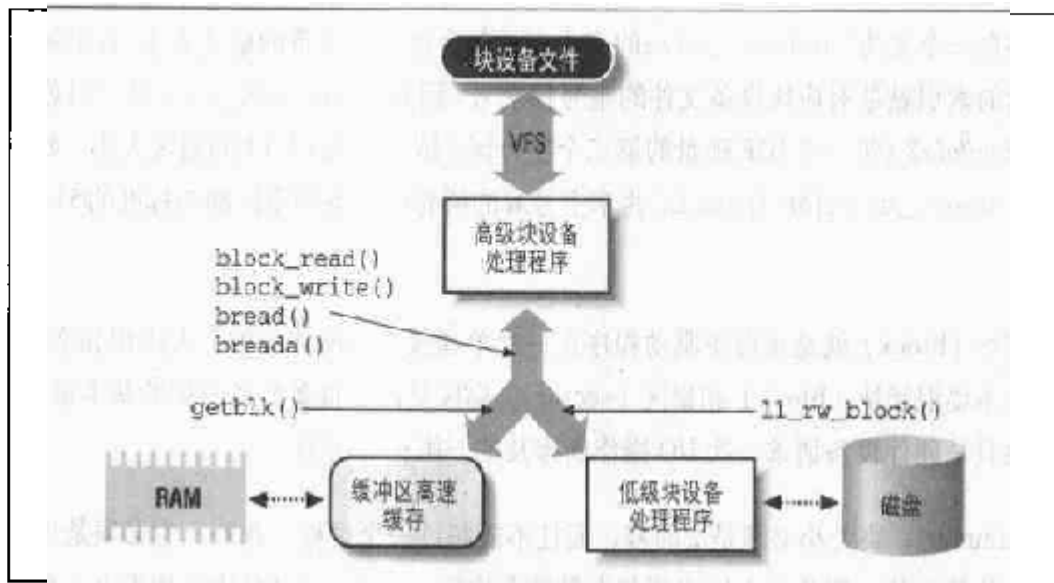 块设备文件
VFS
高级块设备
处理程序
block_read()
block_write()
bread()
breada()
getblk()
ll_rw_block()
RAM
缓冲区高速
缓存
低级块设备
处理程序
磁盘